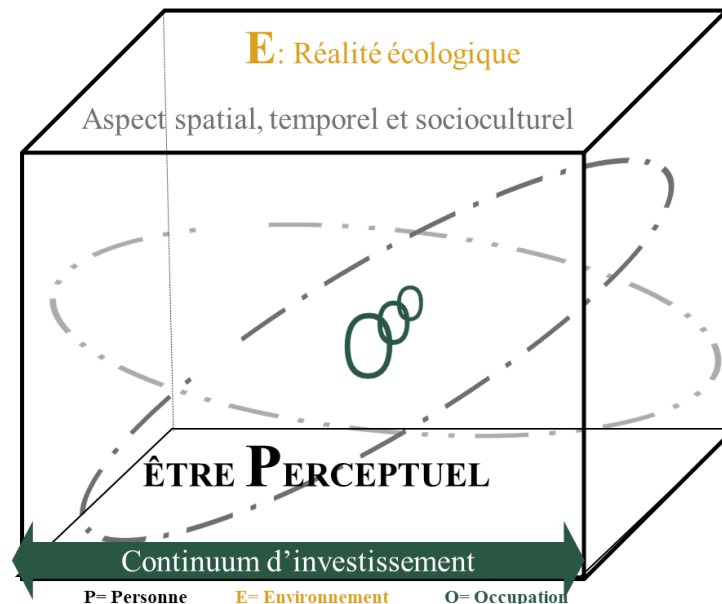 E: Réalité écologique
Aspect spatial, temporel et socioculturel
ÊTRE PERCEPTUEL
Continuum d'investissement
P= Personne E= Environnement O= Occupation